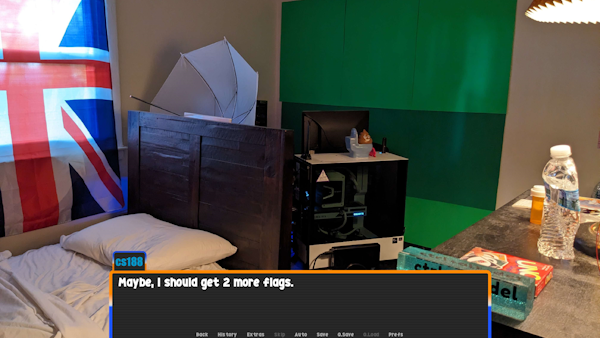 cs188
Maybe, I should get 2 more flags.
Back History Extras Skip Auto Save Q.Save Q.Load Prefs